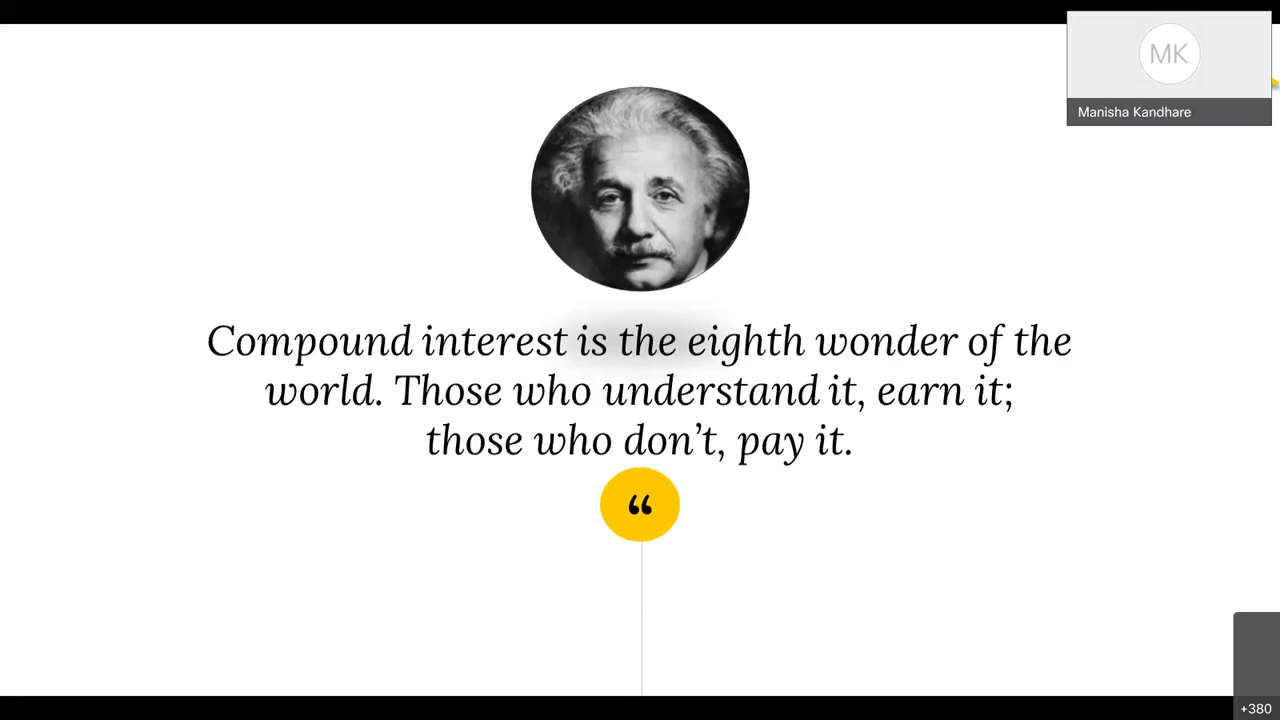 MK
Manisha Kandhare
Compound interest is the eighth wonder of the
world. Those who understand it, earn it;
those who don’t, pay it.
“
+380